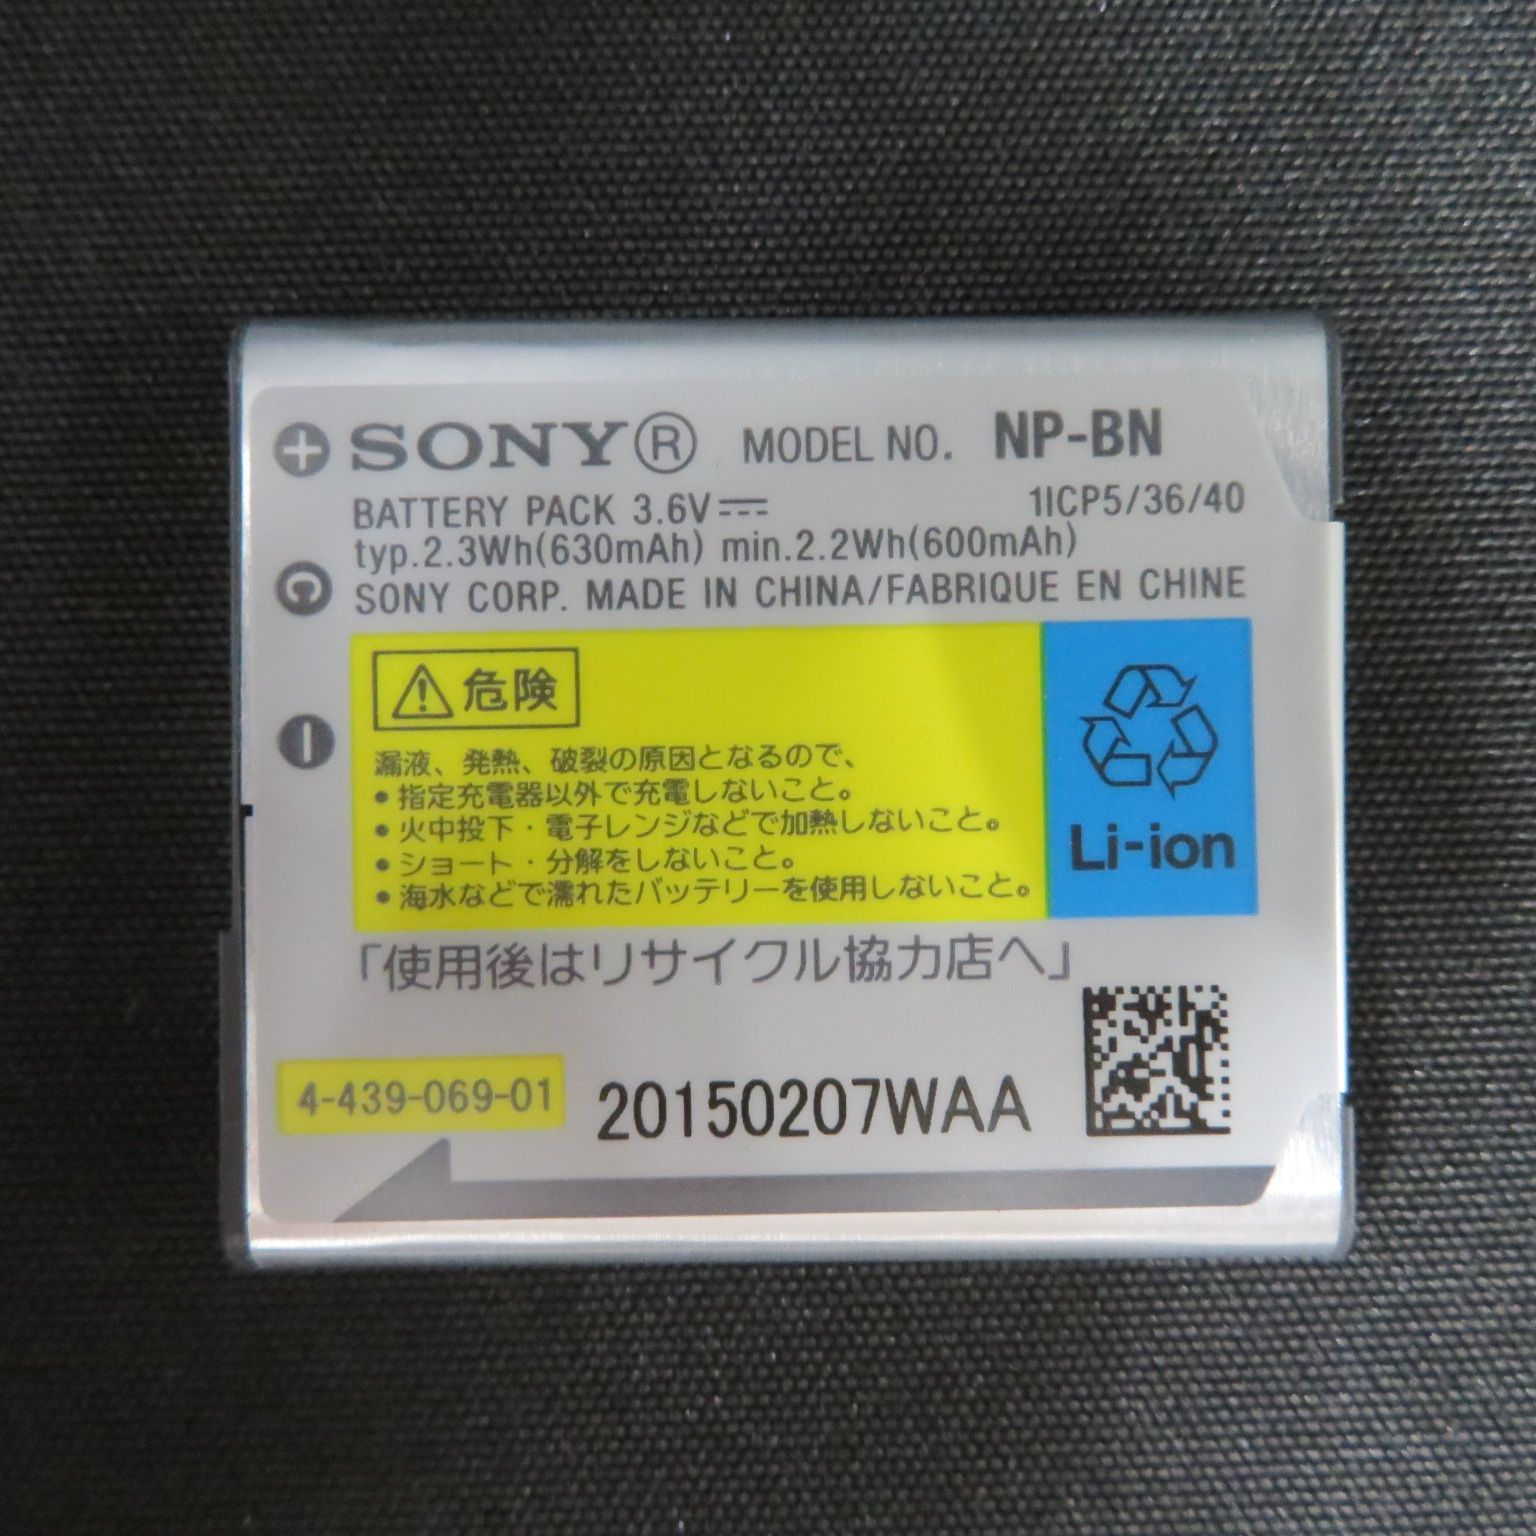 SONY® MODEL NO. NP-BN
BATTERY PACK 3.6V 1ICP5/36/40
typ.2.3Wh(630mAh) min.2.2Wh(600mAh)
SONY CORP. MADE IN CHINA/FABRIQUE EN CHINE
危険
漏液、発熱、破裂の原因となるので、
•指定充電器以外で充電しないこと。
•火中投下・電子レンジなどで加熱しないこと。
•ショート・分解をしないこと。
•海水などで濡れたバッテリーを使用しないこと。
Li-ion
「使用後はリサイクル協力店へ」
4-439-069-01 20150207WAA